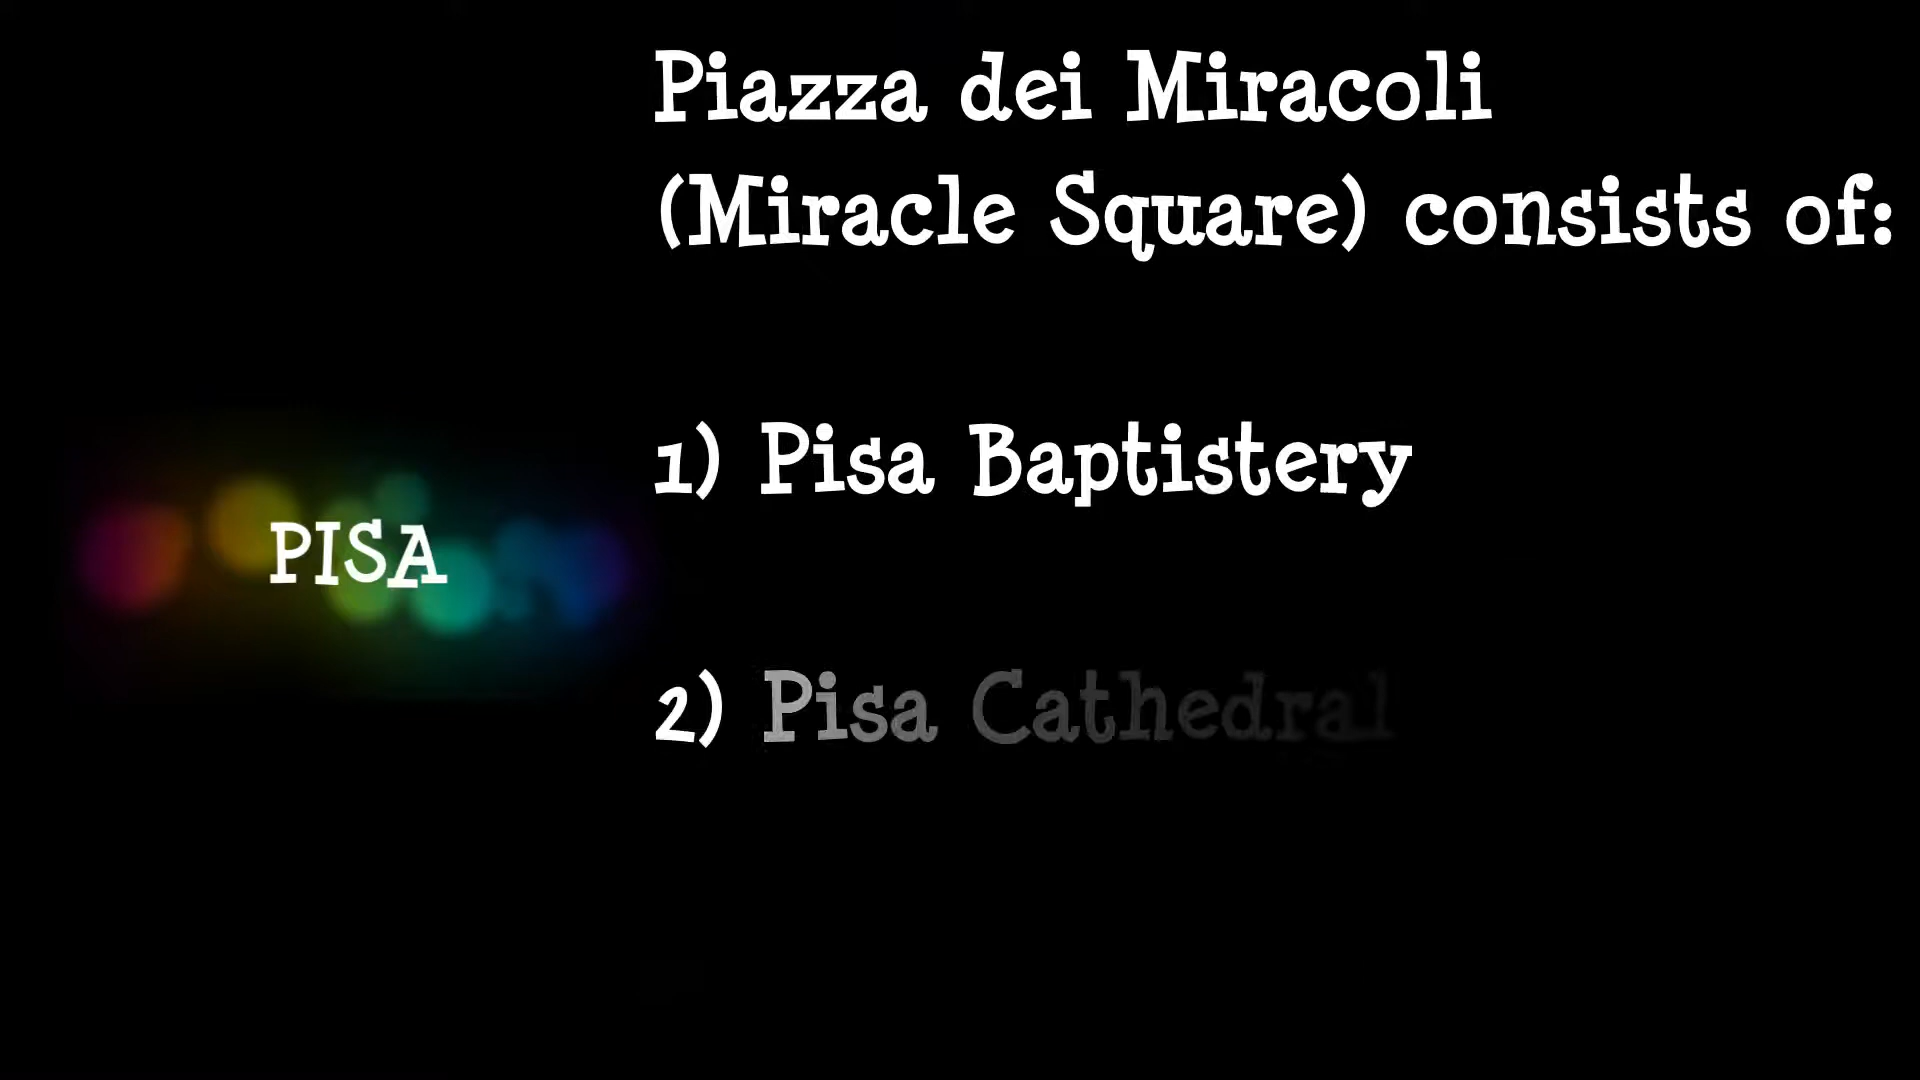 Piazza dei Miracoli
(Miracle Square) consists of:
1) Pisa Baptistery
PISA
2) Pisa Cathedral